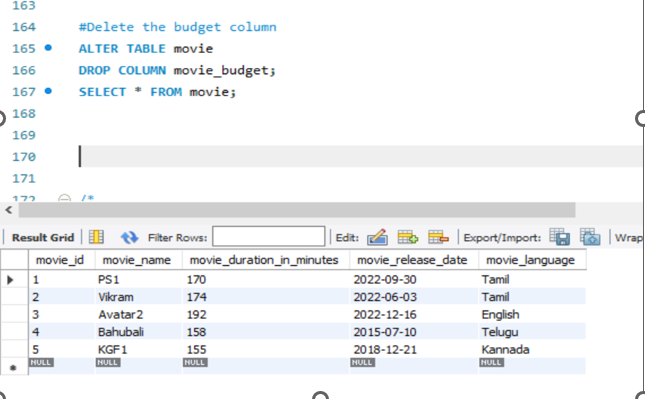 163
164 #Delete the budget column
165 ALTER TABLE movie
166 DROP COLUMN movie_budget;
167 SELECT * FROM movie;
168
169
170
171
172 /*
Result Grid Filter Rows: Edit: Export/Import: Wrap
movie_id movie_name movie_duration_in_minutes movie_release_date movie_language
1 PS1 170 2022-09-30 Tamil
2 Vikram 174 2022-06-03 Tamil
3 Avatar2 192 2022-12-16 English
4 Bahubali 158 2015-07-10 Telugu
5 KGF1 155 2018-12-21 Kannada
NULL NULL NULL NULL NULL